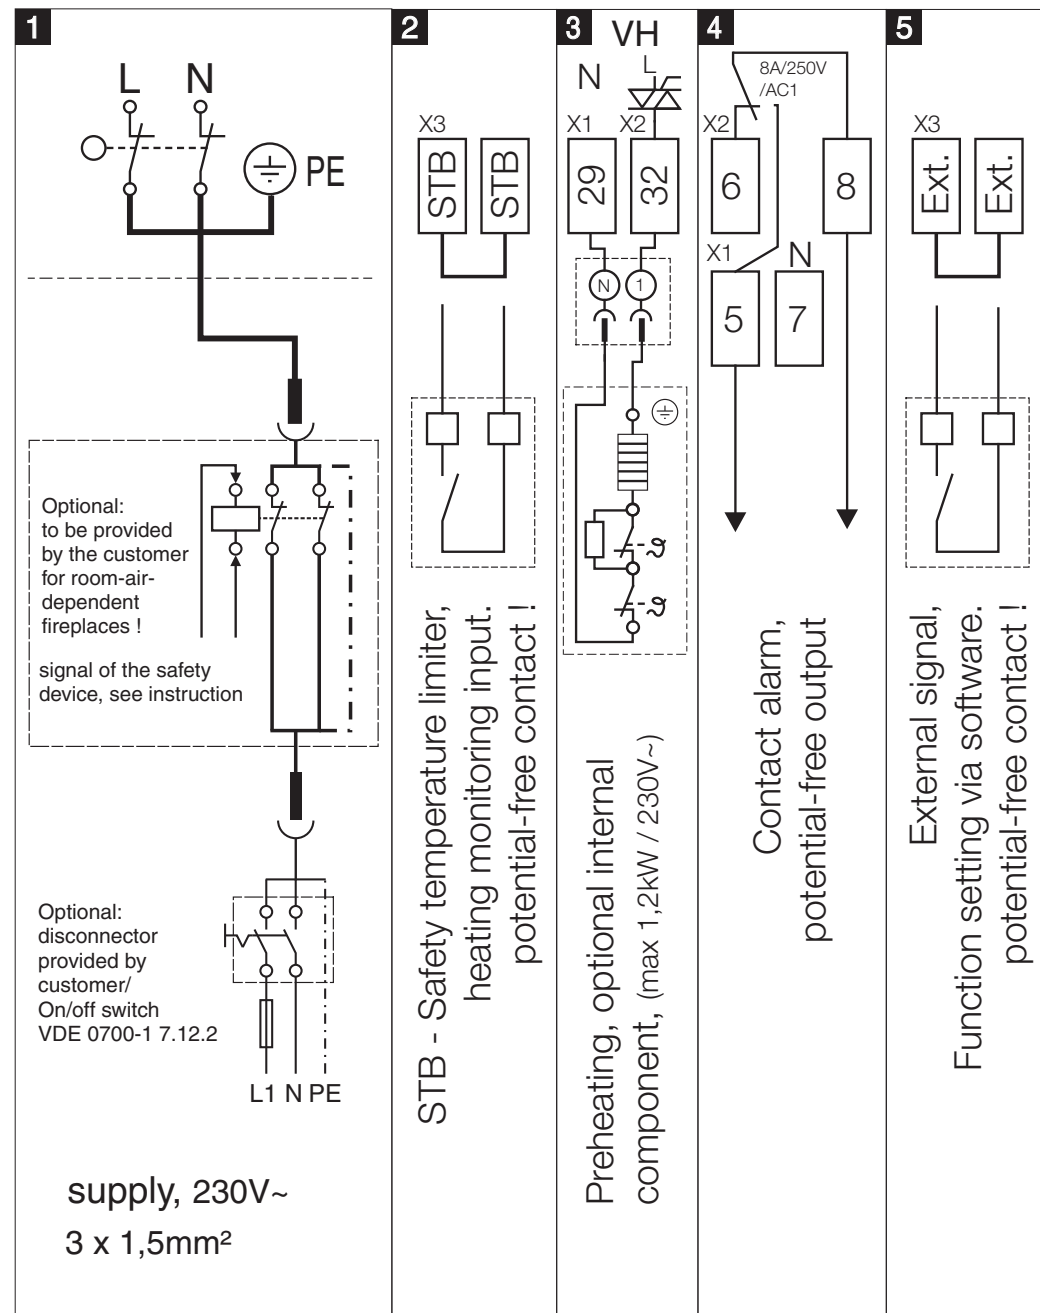 1
L N
PE
Optional:
to be provided
by the customer
for room-air-
dependent
fireplaces !
signal of the safety
device, see instruction
Optional:
disconnector
provided by
customer/
On/off switch
VDE 0700-1 7.12.2
L1 N PE
supply, 230V~
3 x 1,5mm²
2
X3
STB STB
STB - Safety temperature limiter,
heating monitoring input.
potential-free contact !
3
VH
N L
X1 X2
29 32
N 1
Preheating, optional internal
component, (max 1,2kW / 230V~)
4
8A/250V
/AC1
X2
6 8
X1 N
5 7
Contact alarm,
potential-free output
5
X3
Ext. Ext.
External signal,
Function setting via software.
potential-free contact !